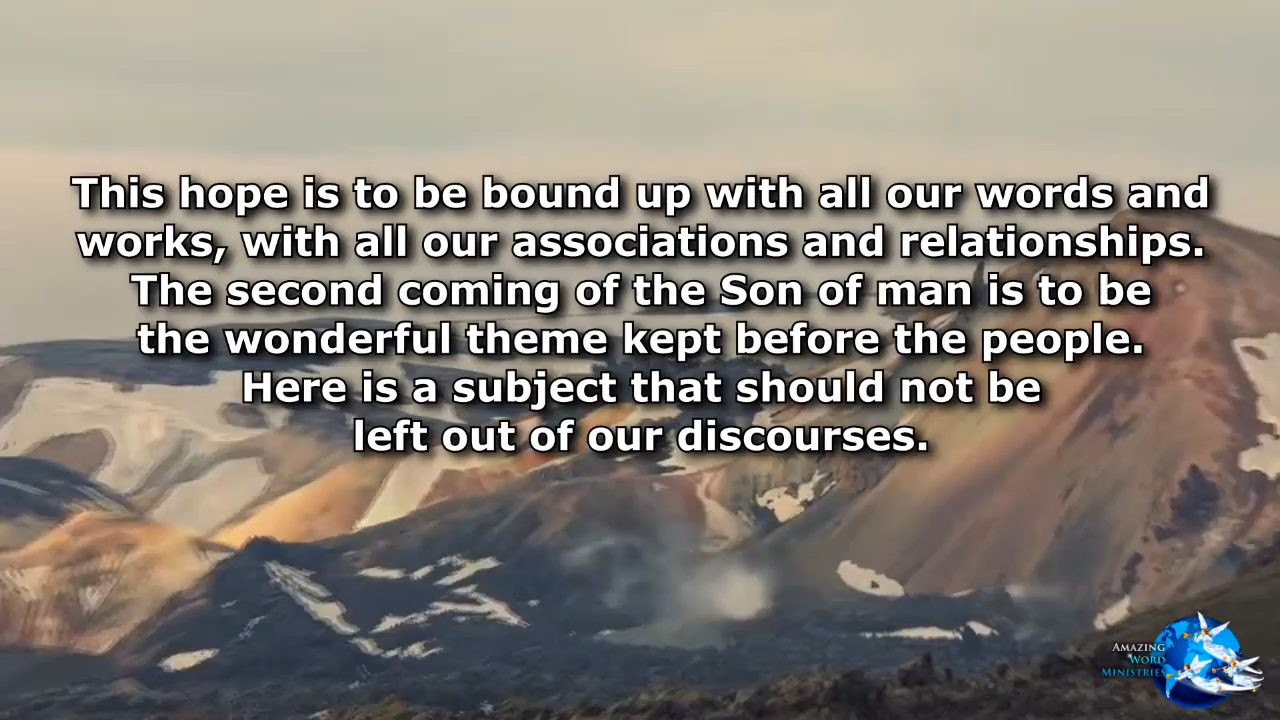 This hope is to be bound up with all our words and
works, with all our associations and relationships.
The second coming of the Son of man is to be
the wonderful theme kept before the people.
Here is a subject that should not be
left out of our discourses.
Amazing
Word
Ministries